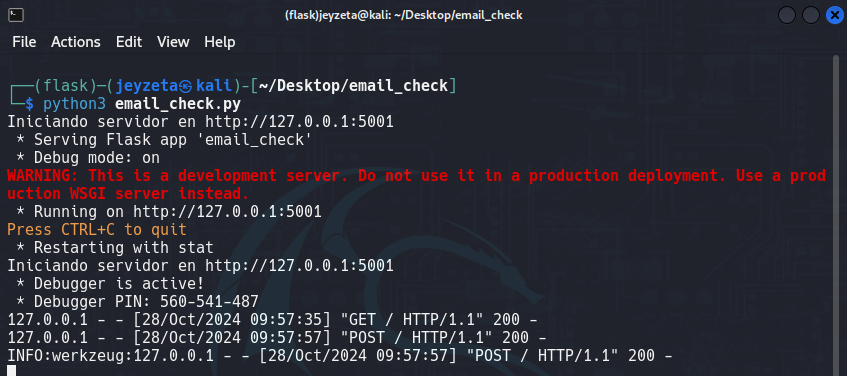 (flask)jeyzeta@kali: ~/Desktop/email_check
File Actions Edit View Help
┌──(flask)─(jeyzeta㉿kali)-[~/Desktop/email_check]
└─$ python3 email_check.py
Iniciando servidor en http://127.0.0.1:5001
 * Serving Flask app 'email_check'
 * Debug mode: on
WARNING: This is a development server. Do not use it in a production deployment. Use a prod
uction WSGI server instead.
 * Running on http://127.0.0.1:5001
Press CTRL+C to quit
 * Restarting with stat
Iniciando servidor en http://127.0.0.1:5001
 * Debugger is active!
 * Debugger PIN: 560-541-487
127.0.0.1 - - [28/Oct/2024 09:57:35] "GET / HTTP/1.1" 200 -
127.0.0.1 - - [28/Oct/2024 09:57:57] "POST / HTTP/1.1" 200 -
INFO:werkzeug:127.0.0.1 - - [28/Oct/2024 09:57:57] "POST / HTTP/1.1" 200 -